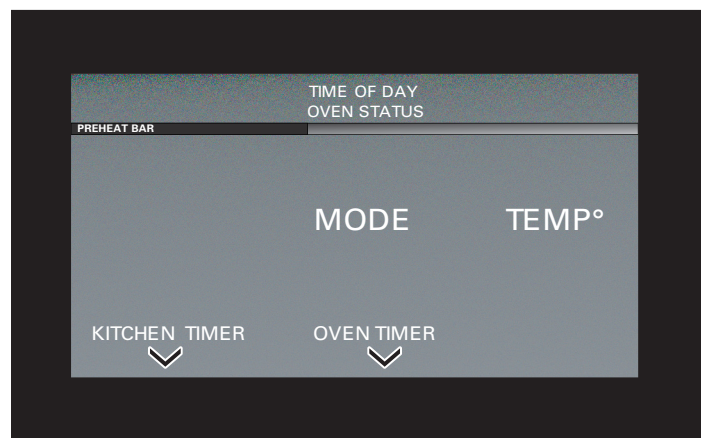 TIME OF DAY
OVEN STATUS
PREHEAT BAR
MODE TEMP°
KITCHEN TIMER OVEN TIMER